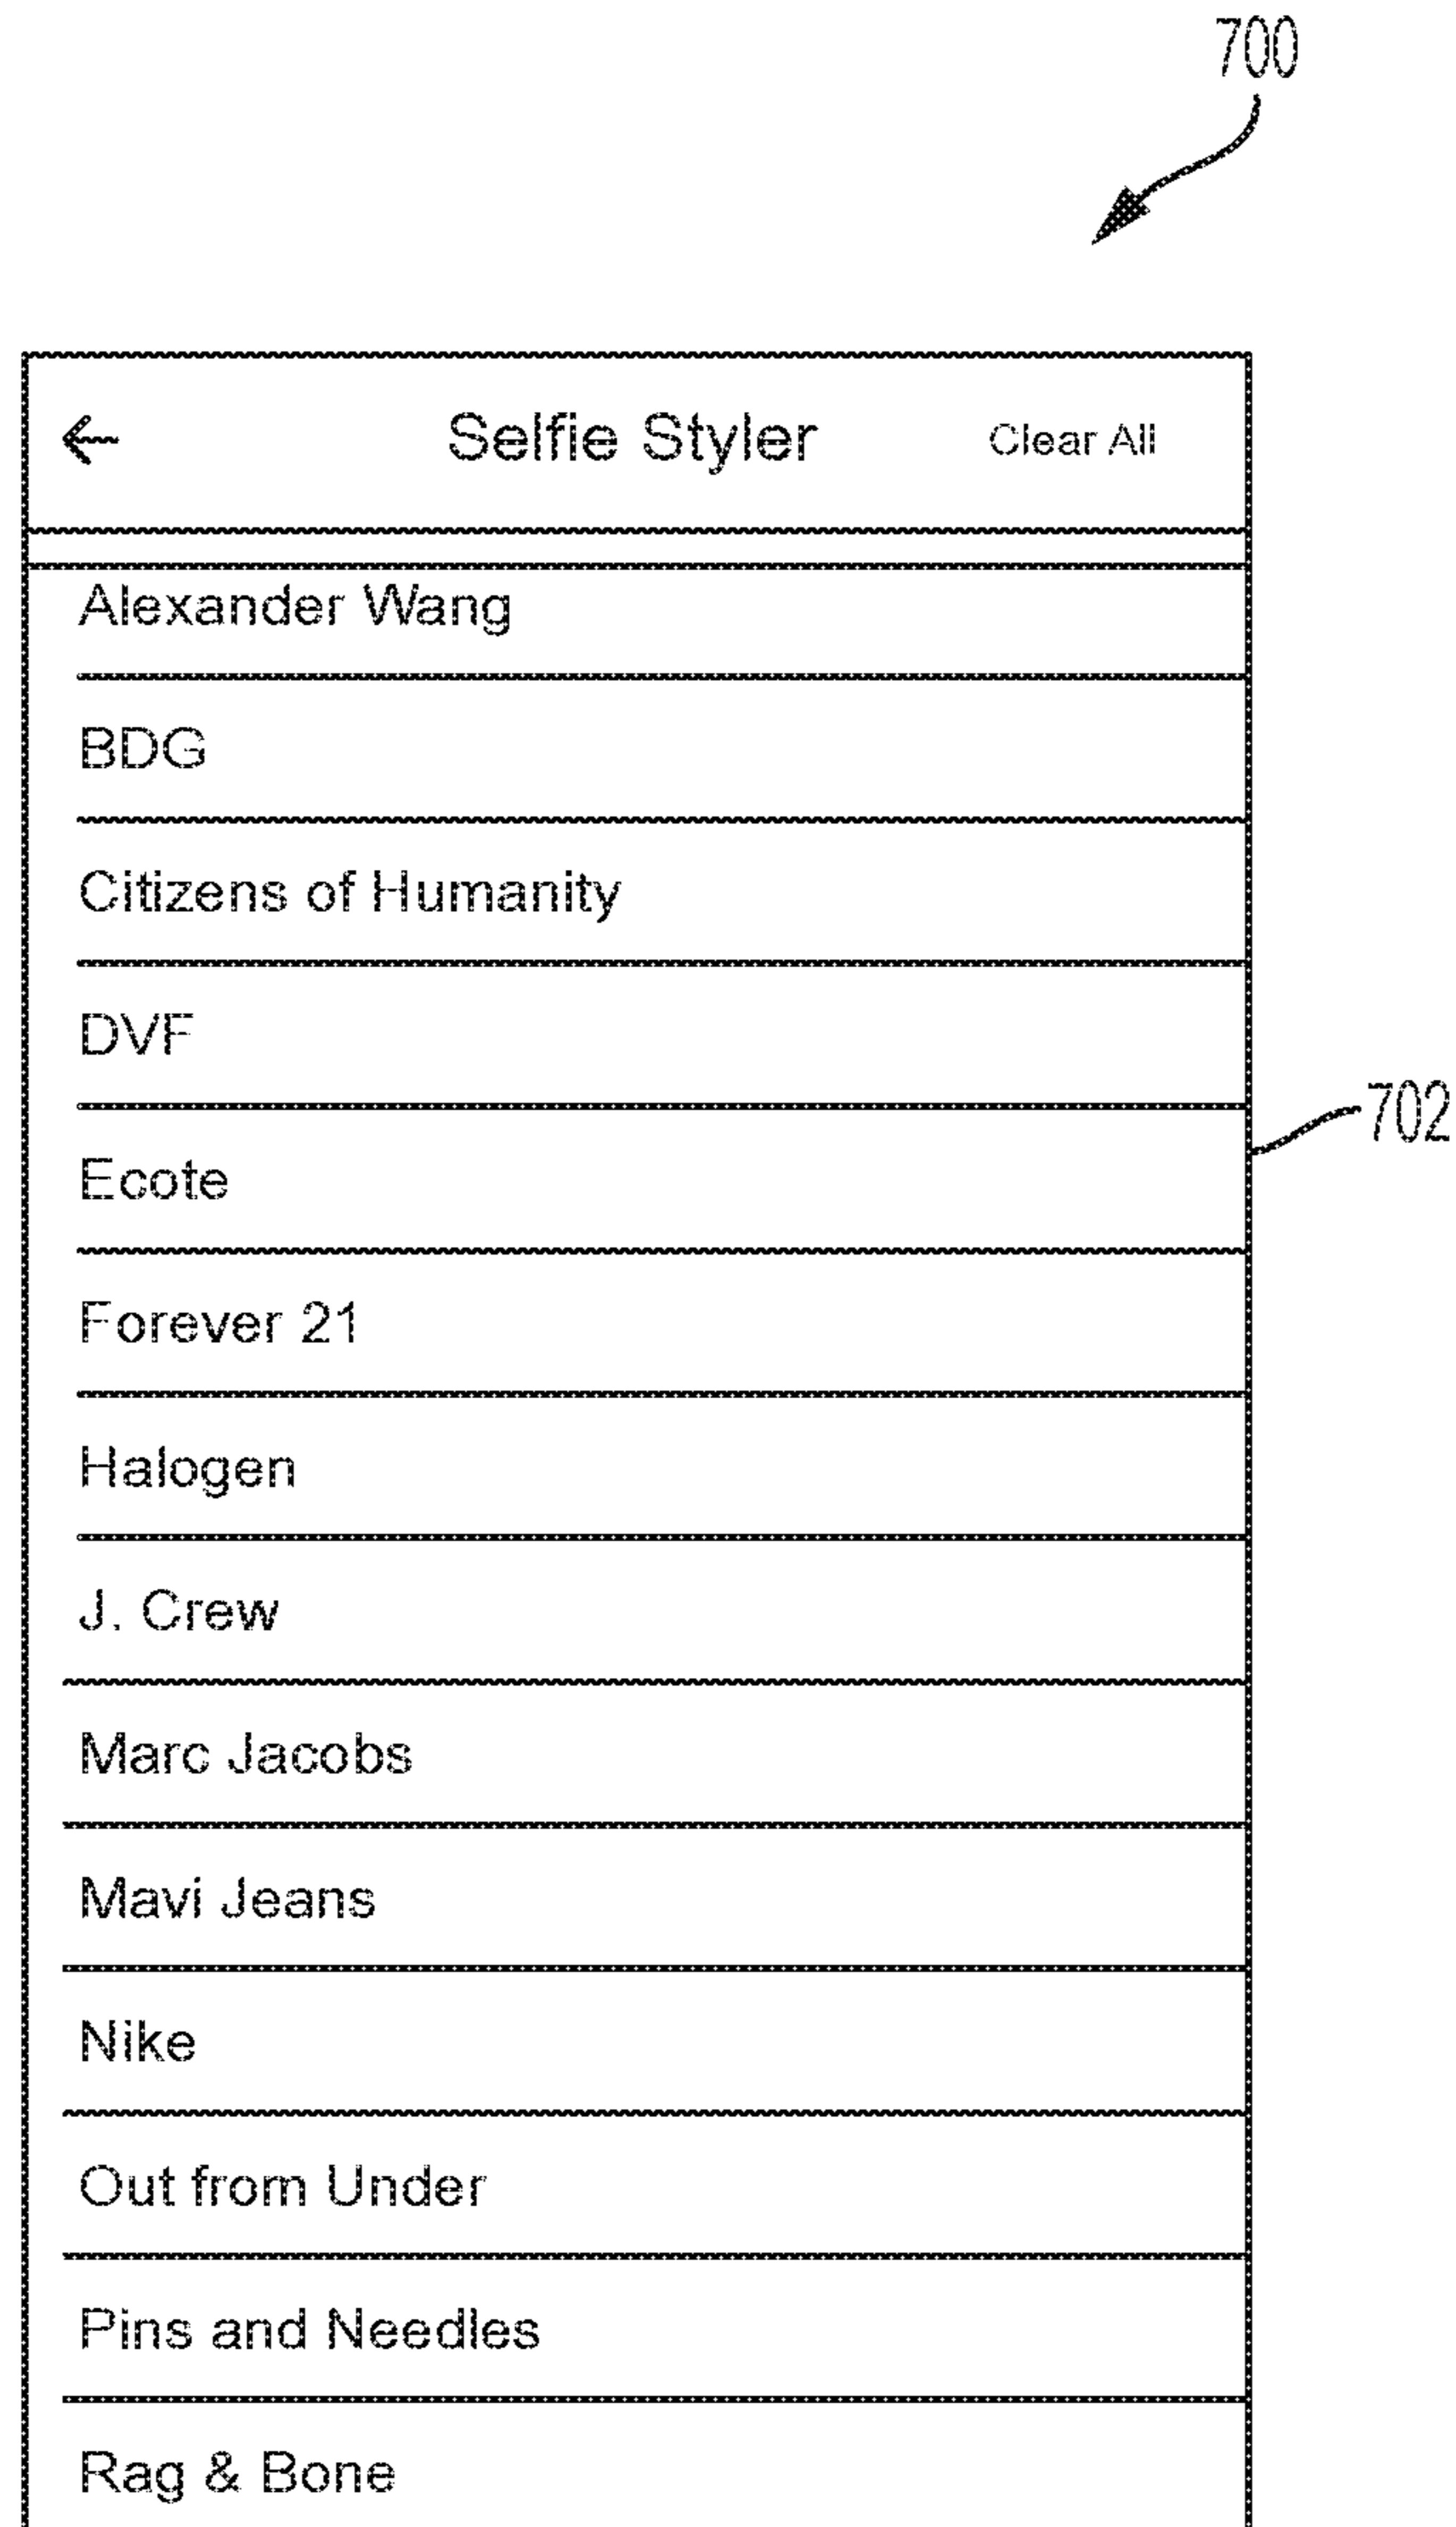 700
← Selfie Styler Clear All
Alexander Wang
BDG
Citizens of Humanity
DVF
702
Ecote
Forever 21
Halogen
J. Crew
Marc Jacobs
Mavi Jeans
Nike
Out from Under
Pins and Needles
Rag & Bone